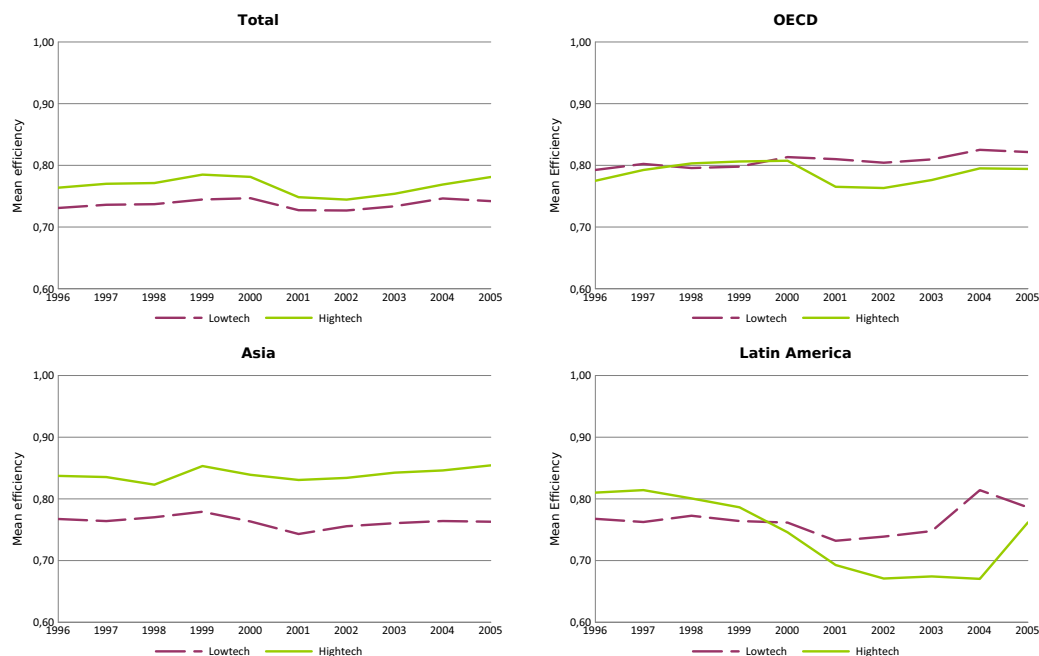 Total
Mean efficiency
1,00
0,90
0,80
0,70
0,60
1996 1997 1998 1999 2000 2001 2002 2003 2004 2005
Lowtech Hightech
OECD
Mean Efficiency
1,00
0,90
0,80
0,70
0,60
1996 1997 1998 1999 2000 2001 2002 2003 2004 2005
Lowtech Hightech
Asia
Mean efficiency
1,00
0,90
0,80
0,70
0,60
1996 1997 1998 1999 2000 2001 2002 2003 2004 2005
Lowtech Hightech
Latin America
Mean Efficiency
1,00
0,90
0,80
0,70
0,60
1996 1997 1998 1999 2000 2001 2002 2003 2004 2005
Lowtech Hightech